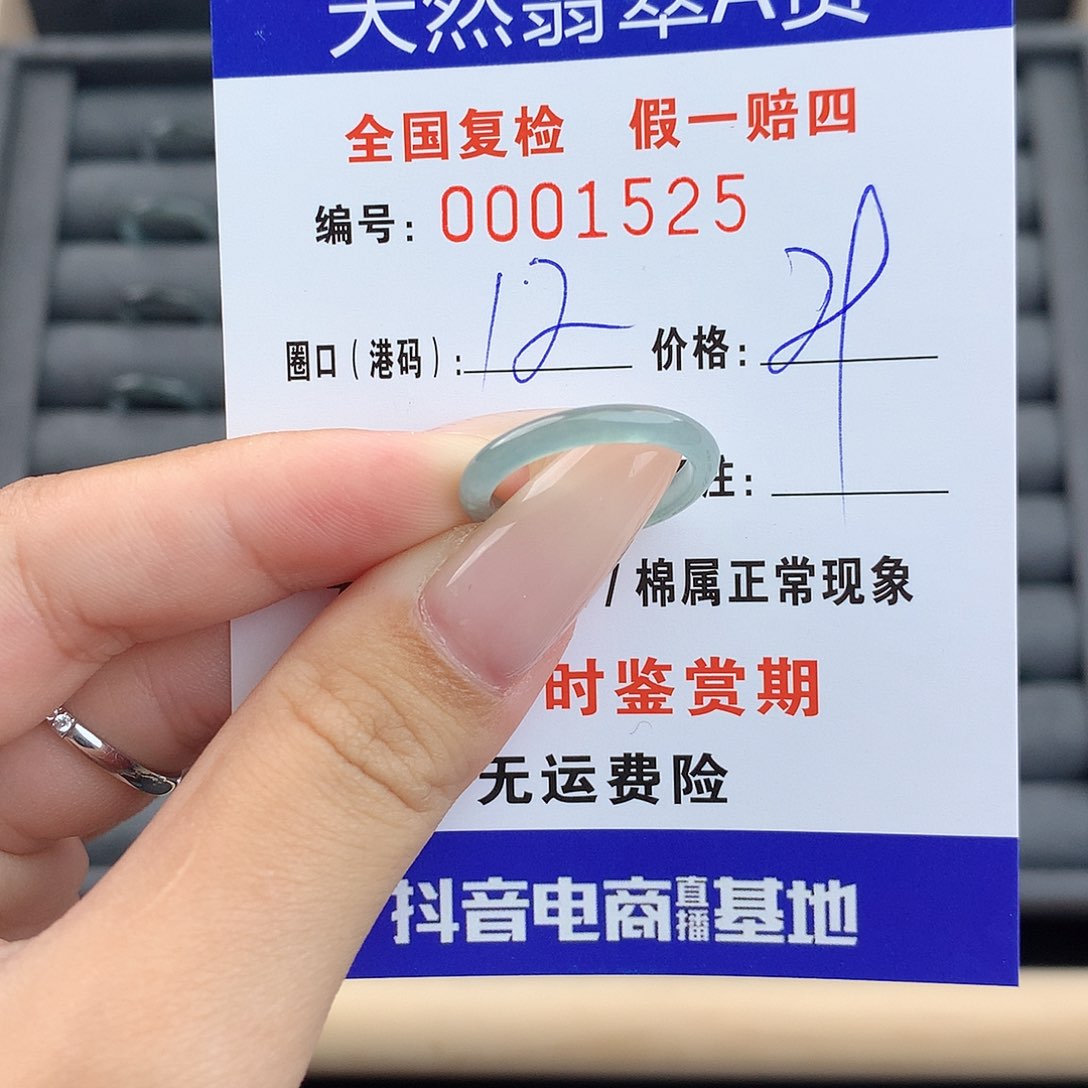 天然翡翠A货
全国复检 假一赔四
编号: 0001525
圈口(港码): 12 价格:
注:
/棉属正常现象
时鉴赏期
无运费险
抖音电商直播基地